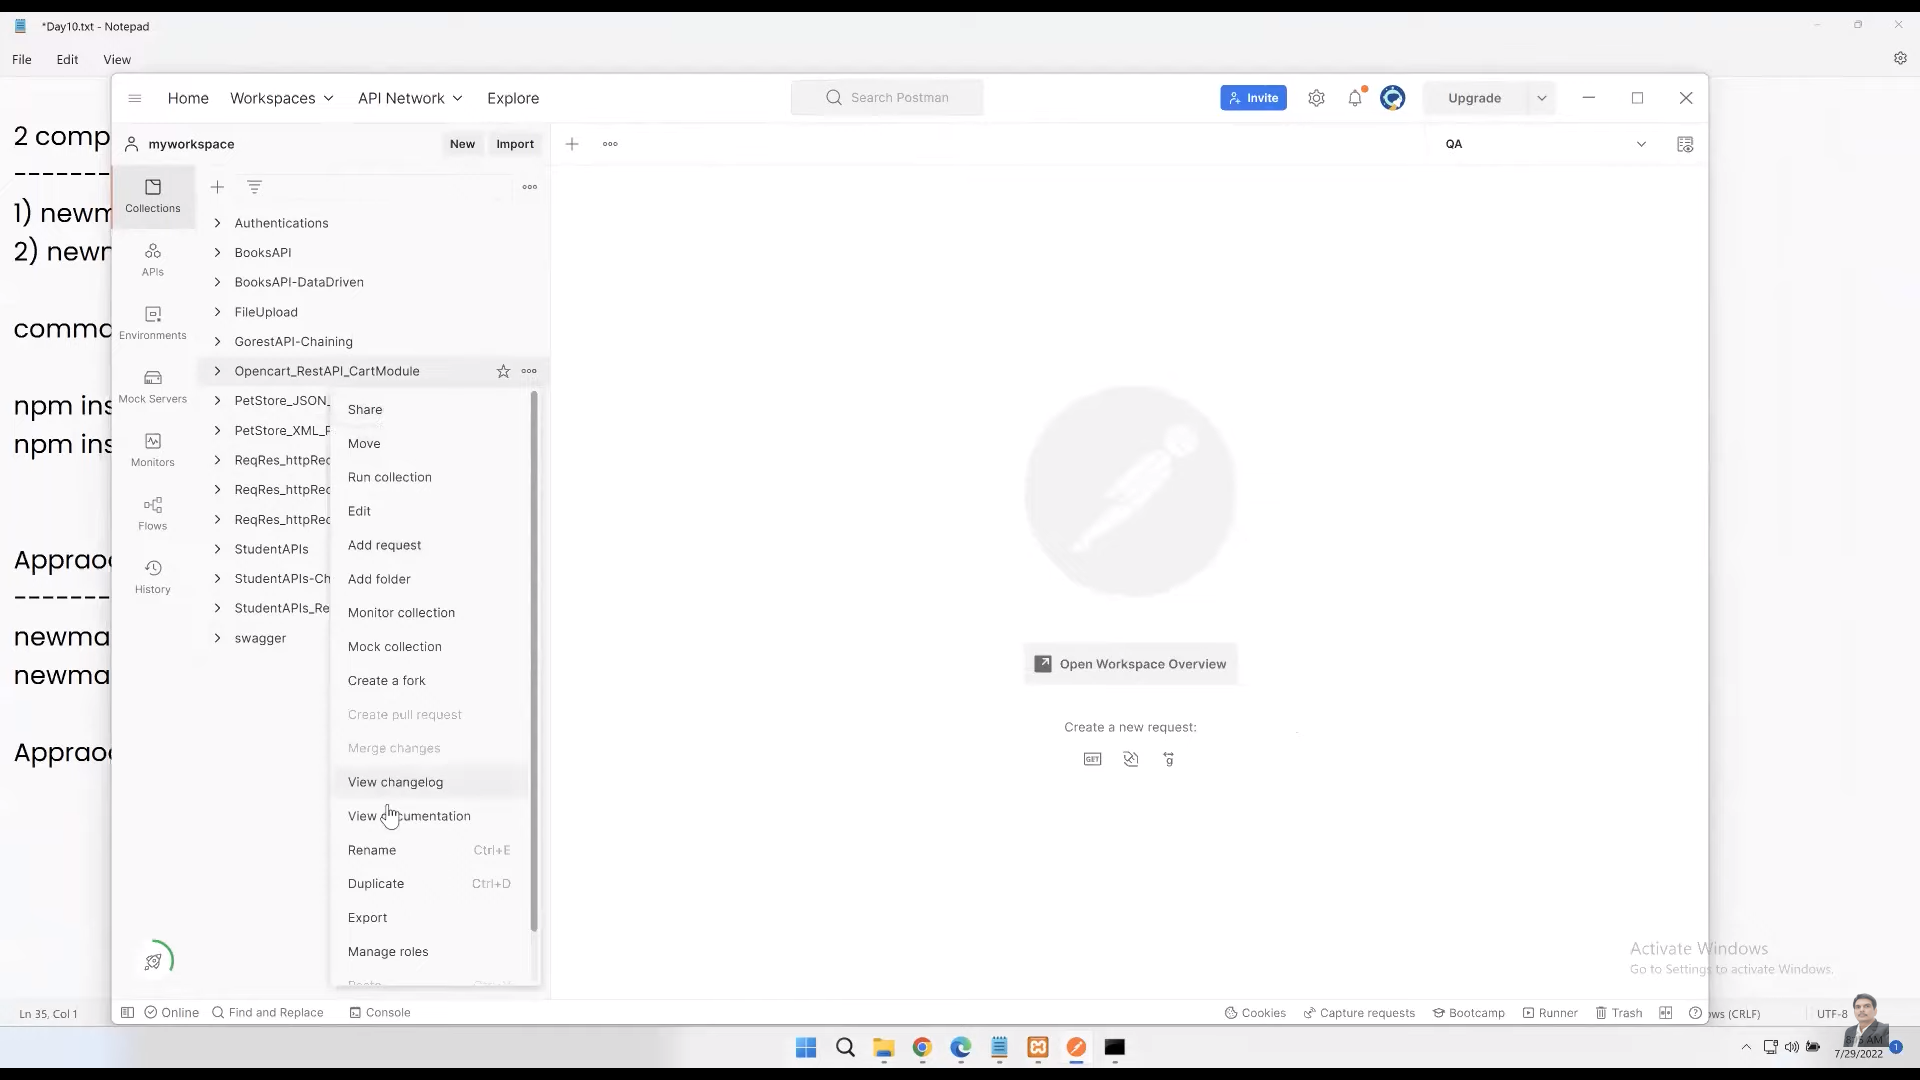 *Day10.txt - Notepad
File Edit View
2 comp
--------
1) newm
2) newn
comma
npm ins
npm ins
Appraoc
--------
newma
newma
Appraoc
Home Workspaces API Network Explore
Search Postman
Invite
Upgrade
myworkspace
New Import
QA
Collections
APIs
Environments
Mock Servers
Monitors
Flows
History
Authentications
BooksAPI
BooksAPI-DataDriven
FileUpload
GorestAPI-Chaining
Opencart_RestAPI_CartModule
PetStore_JSON_
PetStore_XML_F
ReqRes_httpRec
ReqRes_httpRec
ReqRes_httpRec
StudentAPIs
StudentAPIs-Ch
StudentAPIs_Re
swagger
Share
Move
Run collection
Edit
Add request
Add folder
Monitor collection
Mock collection
Create a fork
Create pull request
Merge changes
View changelog
View documentation
Rename Ctrl+E
Duplicate Ctrl+D
Export
Manage roles
Open Workspace Overview
Create a new request:
GET
Activate Windows
Go to Settings to activate Windows.
Online Find and Replace Console
Cookies Capture requests Bootcamp Runner Trash
Ln 35, Col 1
ows (CRLF)
UTF-8
AM
7/29/2022
1